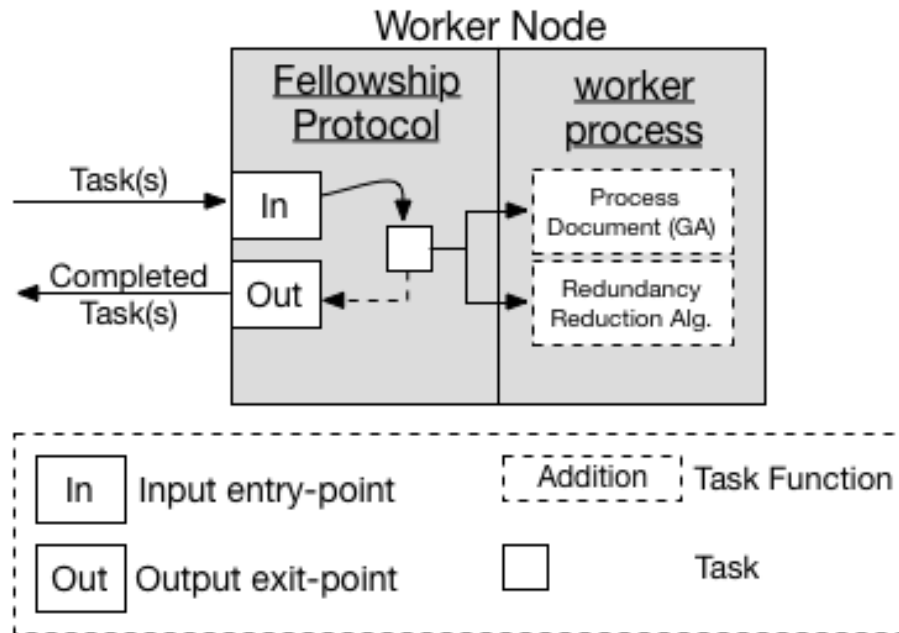 Worker Node
Fellowship
Protocol
worker
process
Task(s)
In
Process
Document (GA)
Completed
Task(s)
Out
Redundancy
Reduction Alg.
In
Input entry-point
Addition
Task Function
Out
Output exit-point
Task